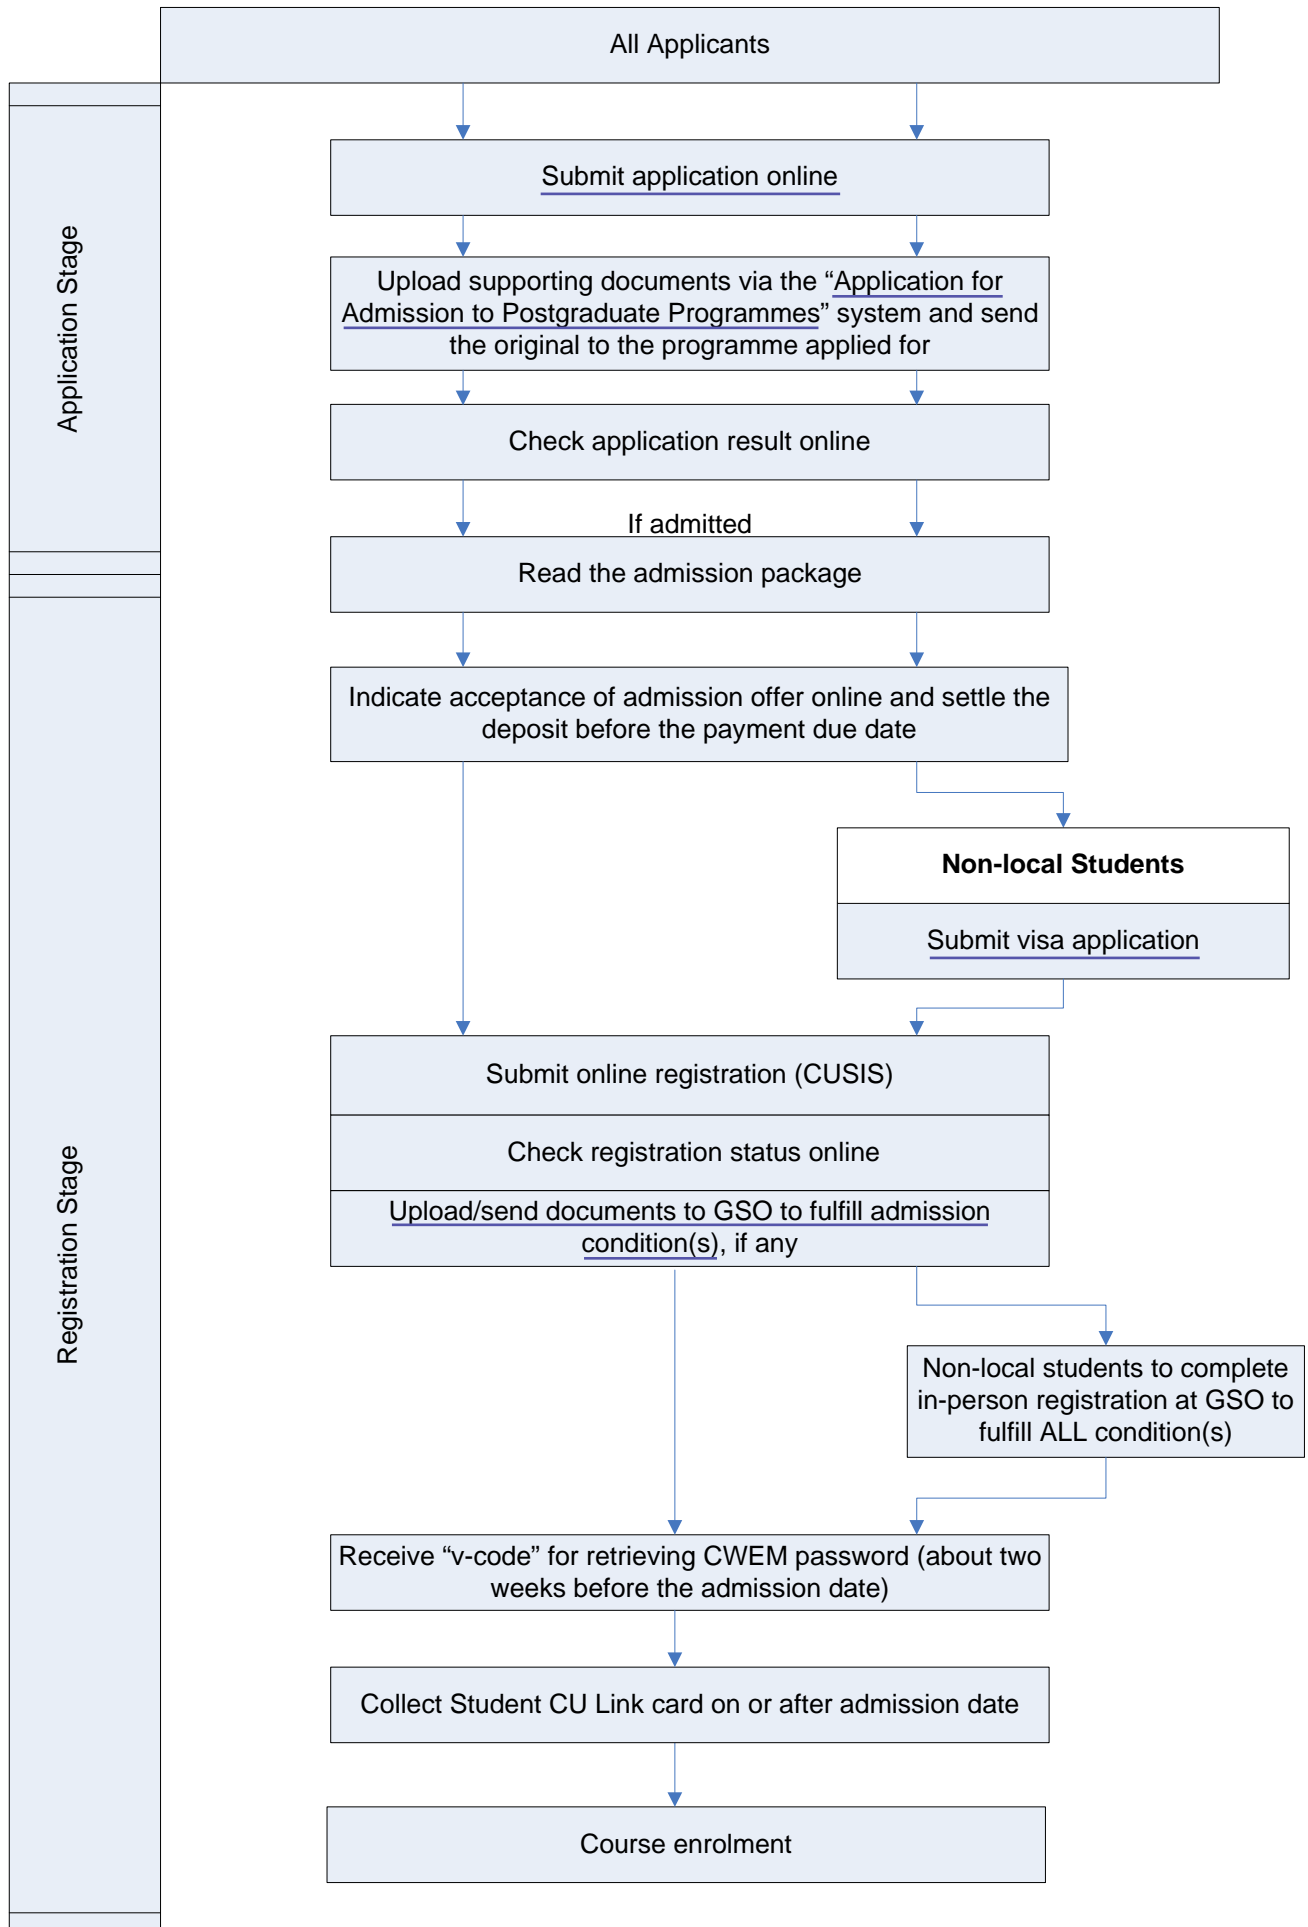 All Applicants
Application Stage
Submit application online
Upload supporting documents via the “Application for
Admission to Postgraduate Programmes” system and send
the original to the programme applied for
Check application result online
If admitted
Read the admission package
Registration Stage
Indicate acceptance of admission offer online and settle the
deposit before the payment due date
Non-local Students
Submit visa application
Submit online registration (CUSIS)
Check registration status online
Upload/send documents to GSO to fulfill admission
condition(s), if any
Non-local students to complete
in-person registration at GSO to
fulfill ALL condition(s)
Receive “v-code” for retrieving CWEM password (about two
weeks before the admission date)
Collect Student CU Link card on or after admission date
Course enrolment